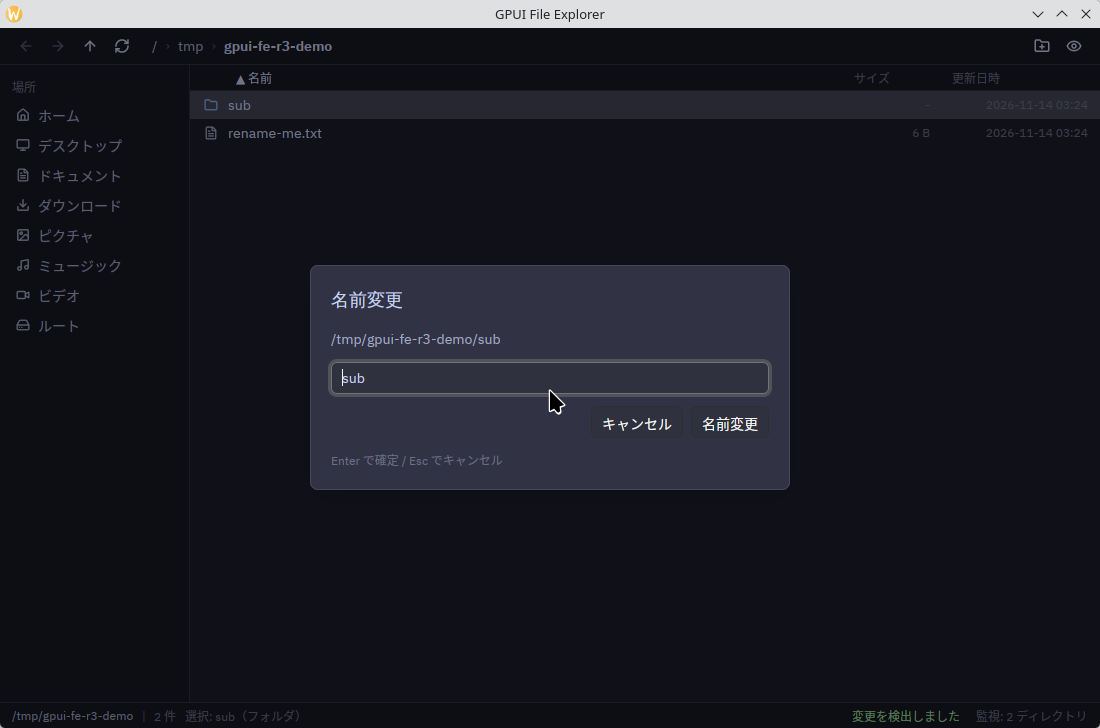 W GPUI File Explorer
/ › tmp › gpui-fe-r3-demo
場所
ホーム
デスクトップ
ドキュメント
ダウンロード
ピクチャ
ミュージック
ビデオ
ルート
▲名前 サイズ 更新日時
sub - 2026-11-14 03:24
rename-me.txt 6 B 2026-11-14 03:24
名前変更
/tmp/gpui-fe-r3-demo/sub
sub
キャンセル 名前変更
Enter で確定 / Esc でキャンセル
/tmp/gpui-fe-r3-demo | 2 件 選択: sub（フォルダ） 変更を検出しました 監視: 2 ディレクトリ